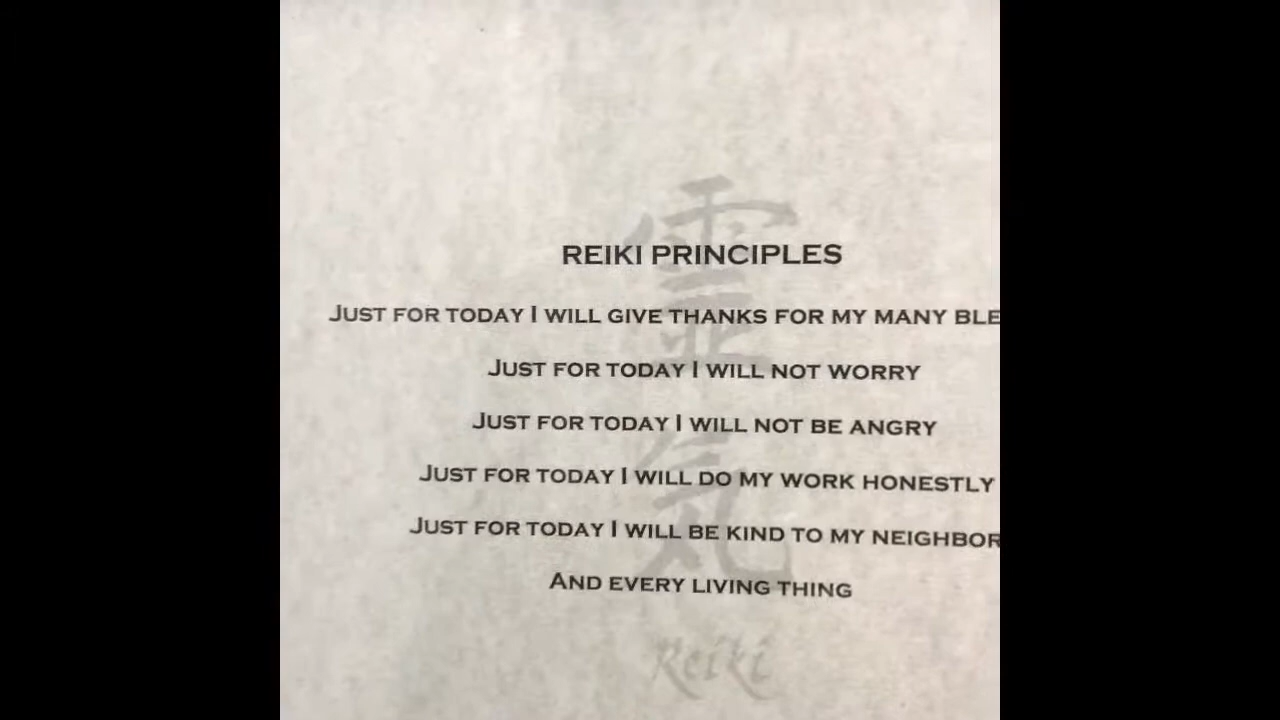 霊気
REIKI PRINCIPLES
JUST FOR TODAY I WILL GIVE THANKS FOR MY MANY
JUST FOR TODAY I WILL NOT WORRY
JUST FOR TODAY I WILL NOT BE ANGRY
JUST FOR TODAY I WILL DO MY WORK HONESTLY
JUST FOR TODAY I WILL BE KIND TO MY NEIGHBOR
AND EVERY LIVING THING
Reiki